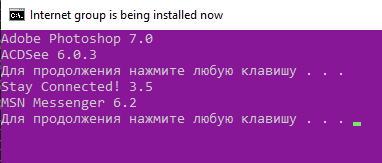 Internet group is being installed now
Adobe Photoshop 7.0
ACDSee 6.0.3
Для продолжения нажмите любую клавишу . . .
Stay Connected! 3.5
MSN Messenger 6.2
Для продолжения нажмите любую клавишу . . .